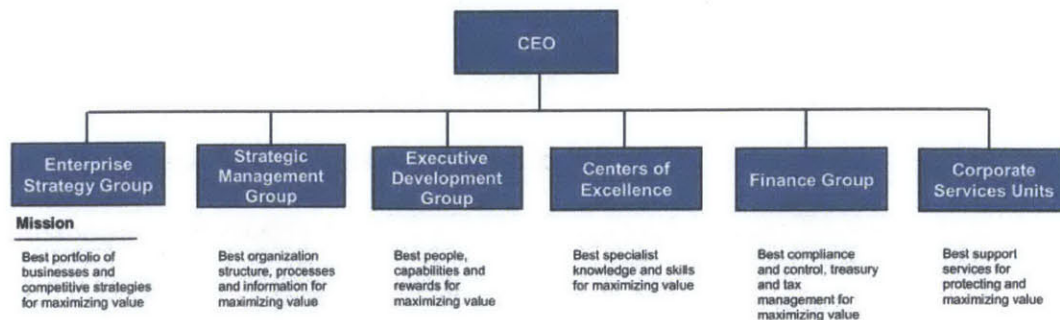 CEO
Enterprise
Strategy Group
Strategic
Management
Group
Executive
Development
Group
Centers of
Excellence
Finance Group
Corporate
Services Units
Mission
Best portfolio of
businesses and
competitive strategies
for maximizing value
Best organization
structure, processes
and information for
maximizing value
Best people,
capabilities and
rewards for
maximizing value
Best specialist
knowledge and skills
for maximizing value
Best compliance
and control, treasury
and tax
management for
maximizing value
Best support
services for
protecting and
maximizing value